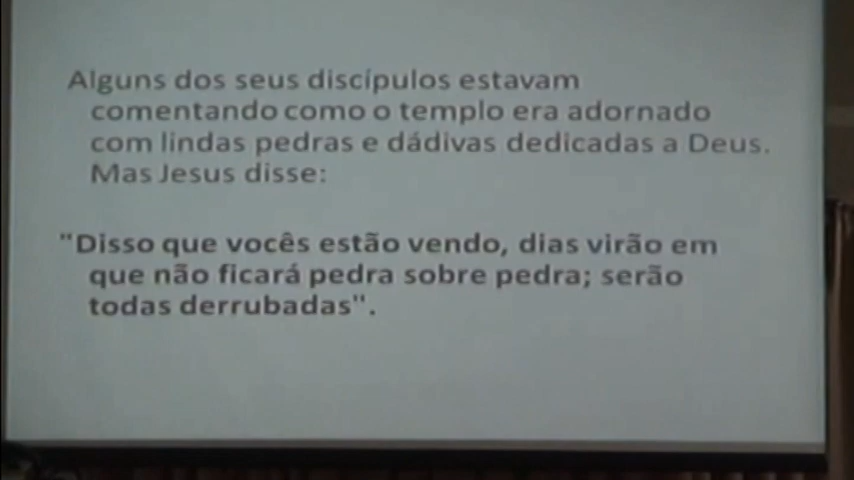 Alguns dos seus discípulos estavam
comentando como o templo era adornado
com lindas pedras e dádivas dedicadas a Deus.
Mas Jesus disse:
"Disso que vocês estão vendo, dias virão em
que não ficará pedra sobre pedra; serão
todas derrubadas".